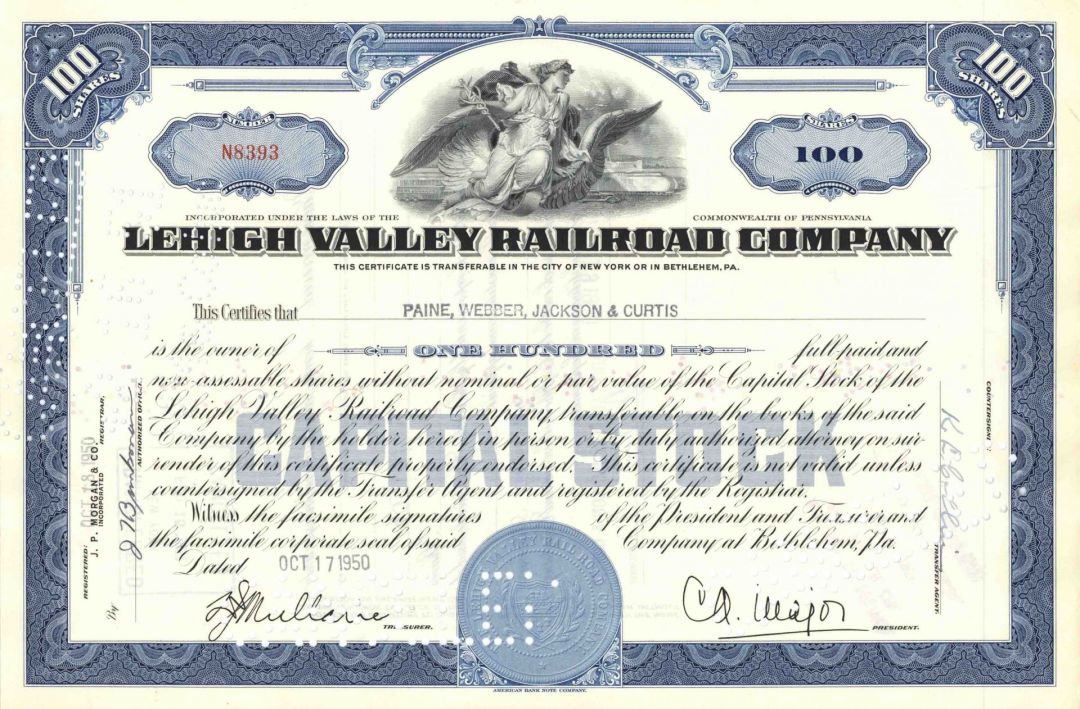 100 SHARES
100 SHARES
NUMBER
N8393
SHARES
100
INCORPORATED UNDER THE LAWS OF THE COMMONWEALTH OF PENNSYLVANIA
LEHIGH VALLEY RAILROAD COMPANY
THIS CERTIFICATE IS TRANSFERABLE IN THE CITY OF NEW YORK OR IN BETHLEHEM, PA.
This Certifies that PAINE, WEBBER, JACKSON & CURTIS
is the owner of ONE HUNDRED full-paid and
non-assessable shares without nominal or par value of the Capital Stock of the
Lehigh Valley Railroad Company, transferable on the books of the said
Company by the holder hereof in person or by duly authorized attorney on sur-
render of this certificate properly endorsed. This certificate is not valid unless
countersigned by the Transfer Agent and registered by the Registrar.
CAPITAL STOCK
Witness the facsimile signatures of the President and Treasurer and
the facsimile corporate seal of said Company at Bethlehem, Pa.
Dated OCT 17 1950
TREASURER.
C A Major
PRESIDENT.
REGISTERED: OCT 18 1950
J. P. MORGAN & CO. INCORPORATED REGISTRAR,
By
AUTHORIZED OFFICER.
COUNTERSIGNED
TRANSFER AGENT.
AMERICAN BANK NOTE COMPANY.